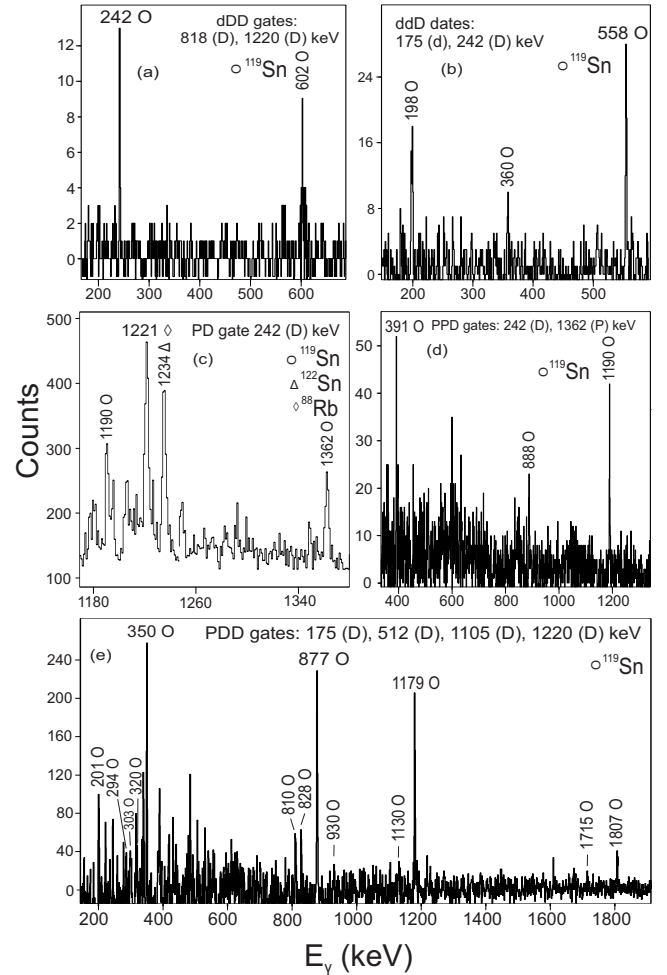 242 O
dDD gates:
818 (D), 1220 (D) keV
(a)
○ ¹¹⁹Sn
602 O
12
10
8
6
4
2
0
200 300 400 500 600
ddD dates:
175 (d), 242 (D) keV
558 O
(b)
○ ¹¹⁹Sn
198 O
360 O
24
16
8
0
200 300 400 500
Counts
1221 ◊
PD gate 242 (D) keV
1234 Δ
(c)
○ ¹¹⁹Sn
Δ ¹²²Sn
◊ ⁸⁸Rb
1190 O
1362 O
500
400
300
200
100
1180 1260 1340
391 O
PPD gates: 242 (D), 1362 (P) keV
(d)
○ ¹¹⁹Sn
1190 O
888 O
60
50
40
30
20
10
0
400 600 800 1000 1200
350 O
PDD gates: 175 (D), 512 (D), 1105 (D), 1220 (D) keV
(e)
○ ¹¹⁹Sn
877 O
1179 O
201 O
294 O
303 O
320 O
810 O
828 O
930 O
1130 O
1715 O
1807 O
240
200
160
120
80
40
0
200 400 600 800 1000 1200 1400 1600 1800
Eγ (keV)